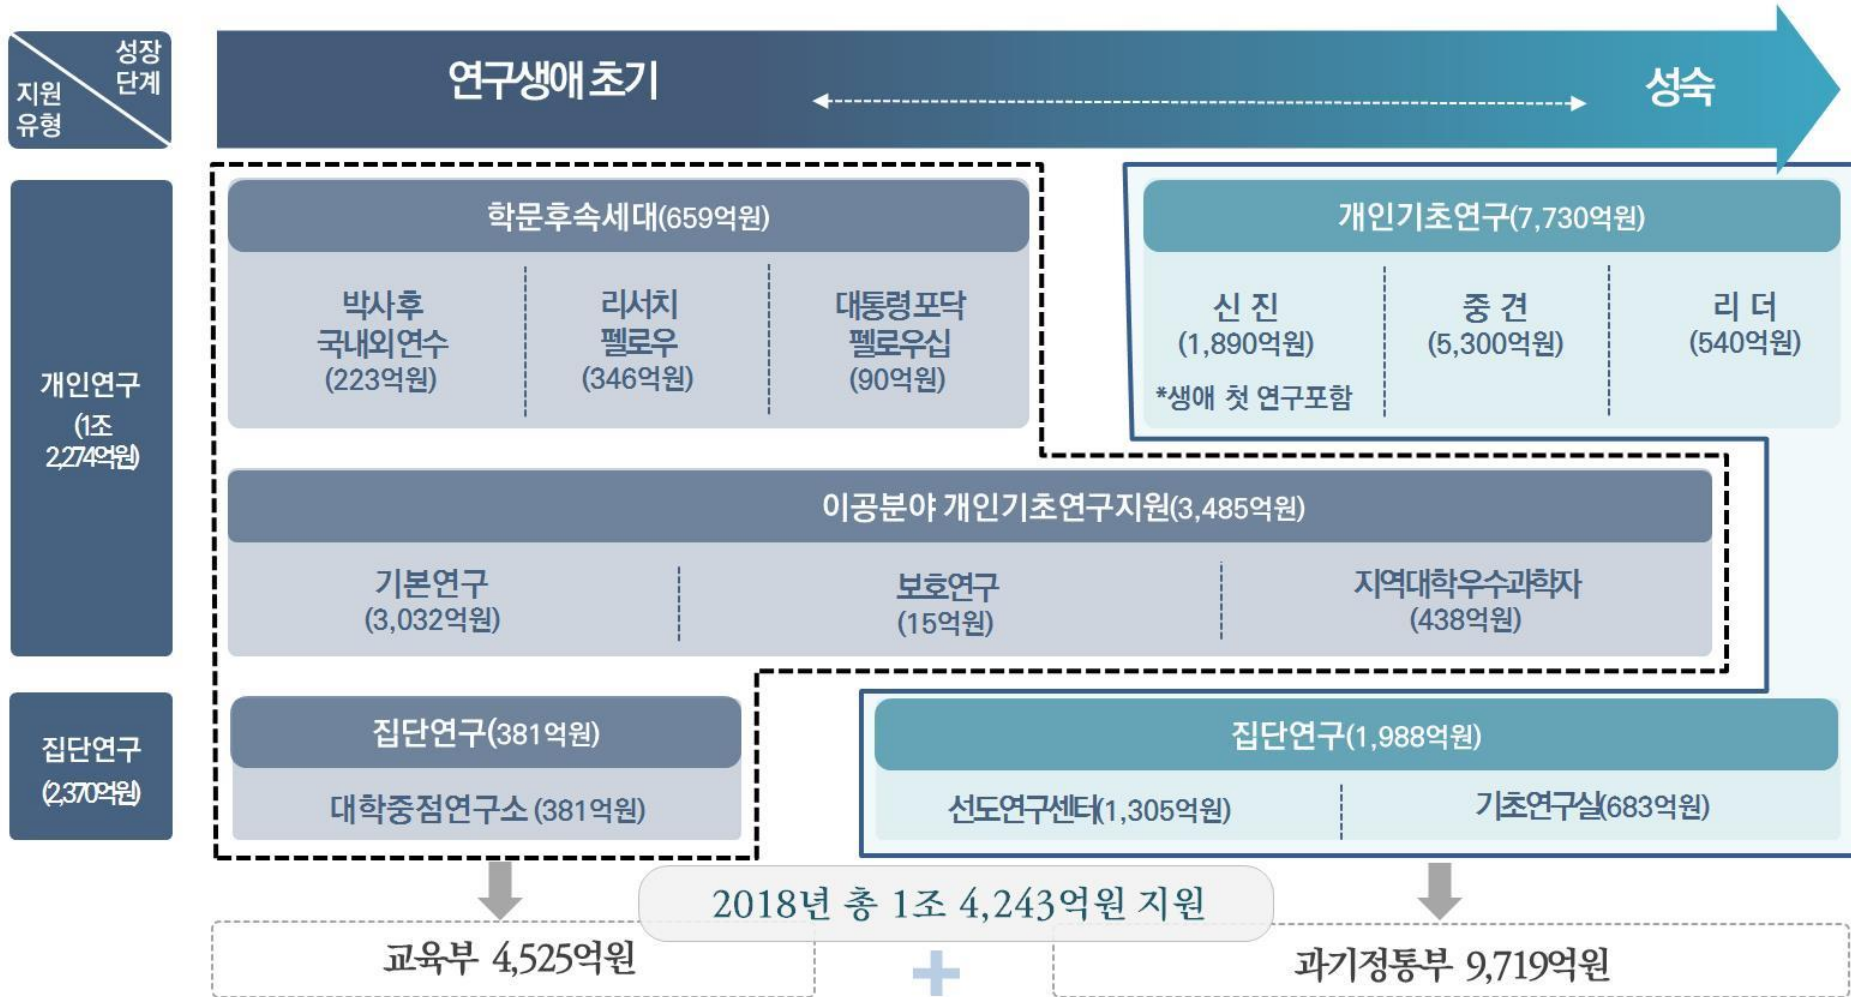 성장
단계
지원
유형
연구생애 초기
성숙
개인연구
(1조
2,274억원)
학문후속세대(659억원)
박사후
국내외연수
(223억원)
리서치
펠로우
(346억원)
대통령포닥
펠로우십
(90억원)
개인기초연구(7,730억원)
신 진
(1,890억원)
*생애 첫 연구포함
중 견
(5,300억원)
리 더
(540억원)
이공분야 개인기초연구지원(3,485억원)
기본연구
(3,032억원)
보호연구
(15억원)
지역대학우수과학자
(438억원)
집단연구
(2,370억원)
집단연구(381억원)
대학중점연구소 (381억원)
집단연구(1,988억원)
선도연구센터(1,305억원)
기초연구실(683억원)
2018년 총 1조 4,243억원 지원
교육부 4,525억원
+
과기정통부 9,719억원